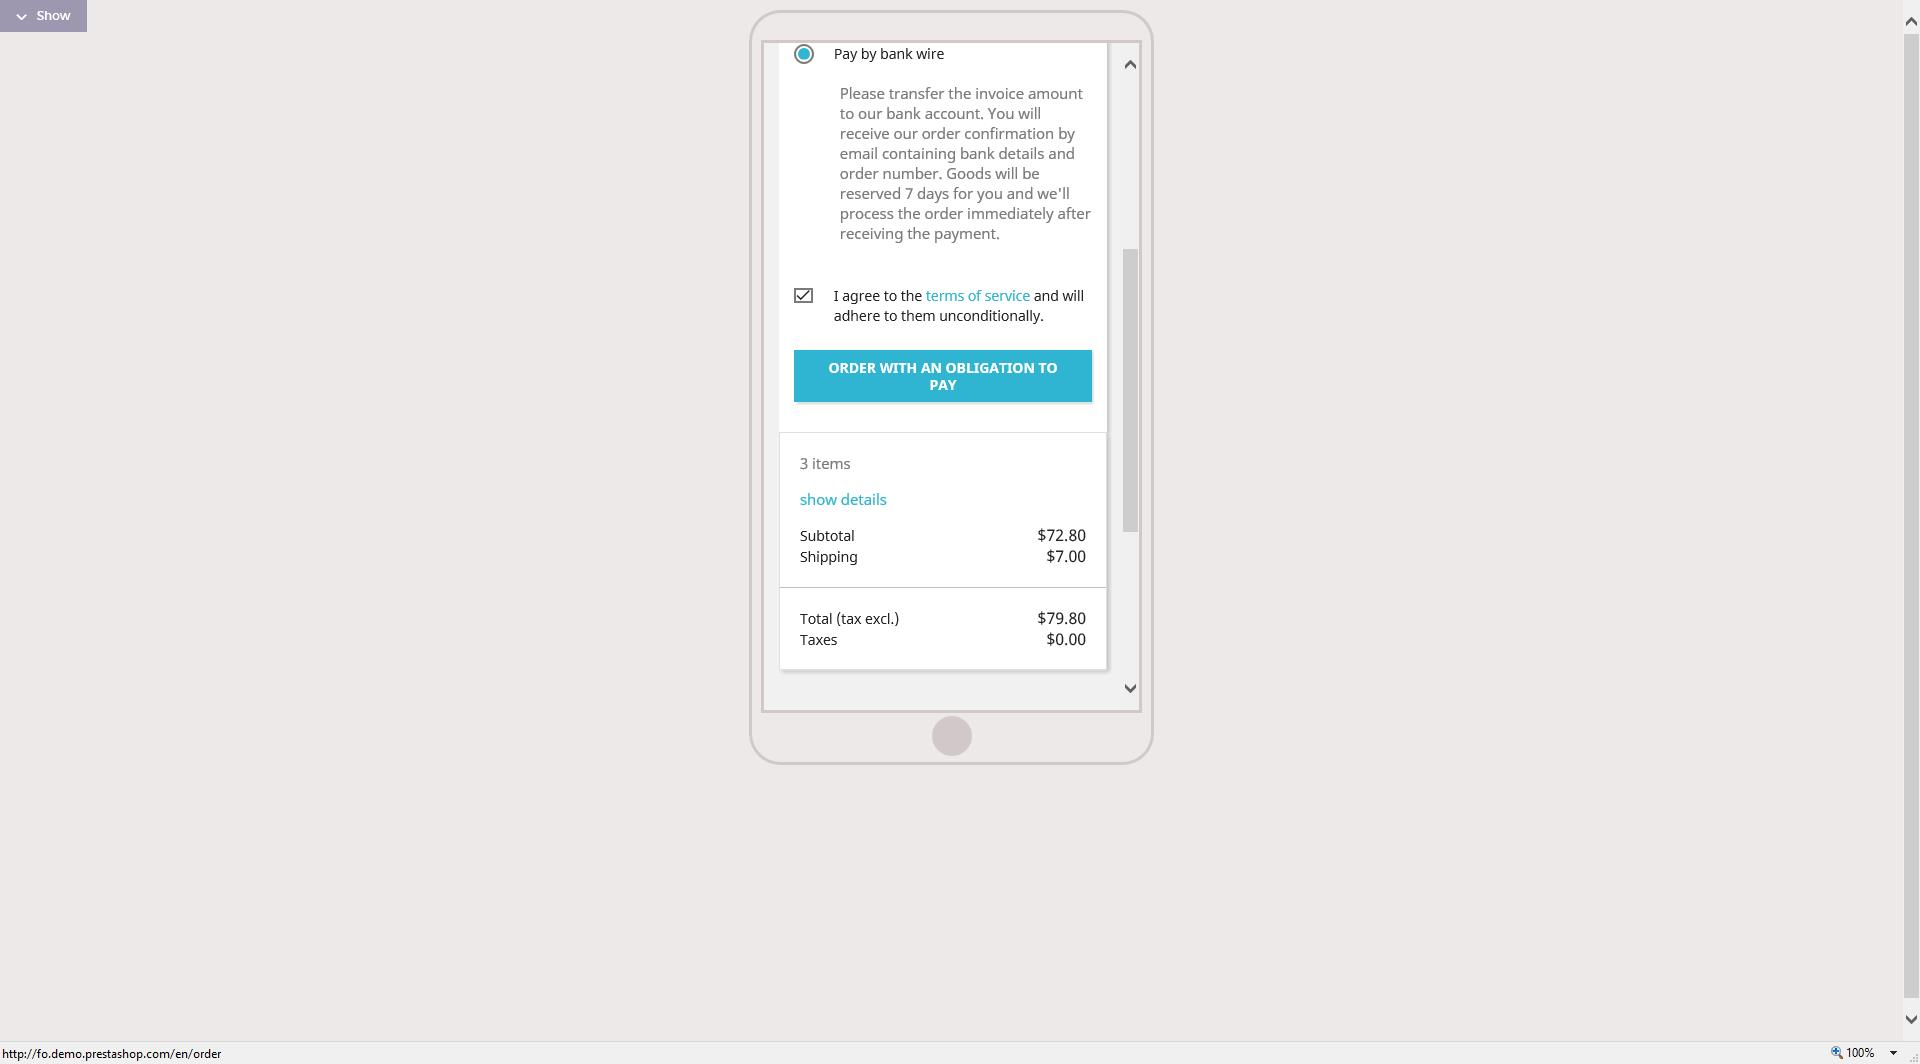 Show
Pay by bank wire
Please transfer the invoice amount
to our bank account. You will
receive our order confirmation by
email containing bank details and
order number. Goods will be
reserved 7 days for you and we'll
process the order immediately after
receiving the payment.
I agree to the terms of service and will
adhere to them unconditionally.
ORDER WITH AN OBLIGATION TO
PAY
3 items
show details
Subtotal $72.80
Shipping $7.00
Total (tax excl.) $79.80
Taxes $0.00
http://fo.demo.prestashop.com/en/order 100%